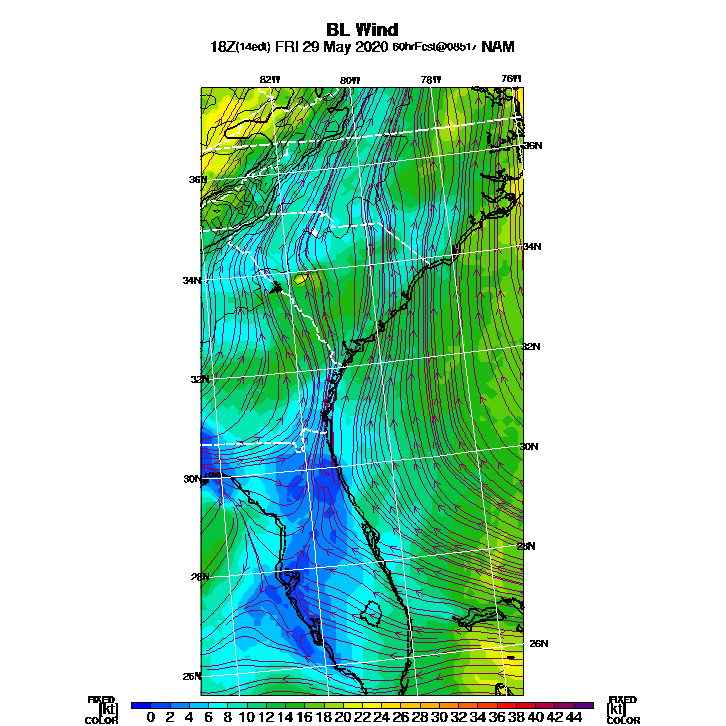 BL Wind
18Z(14edt) FRI 29 May 2020 60hrFcst@0851z NAM
82W 80W 78W 76W
36N 36N
34N 34N
32N 32N
30N 30N
28N 28N
26N 26N
FIXED FIXED
[kt] 0 2 4 6 8 10 12 14 16 18 20 22 24 26 28 30 32 34 36 38 40 42 44 [kt]
COLOR COLOR